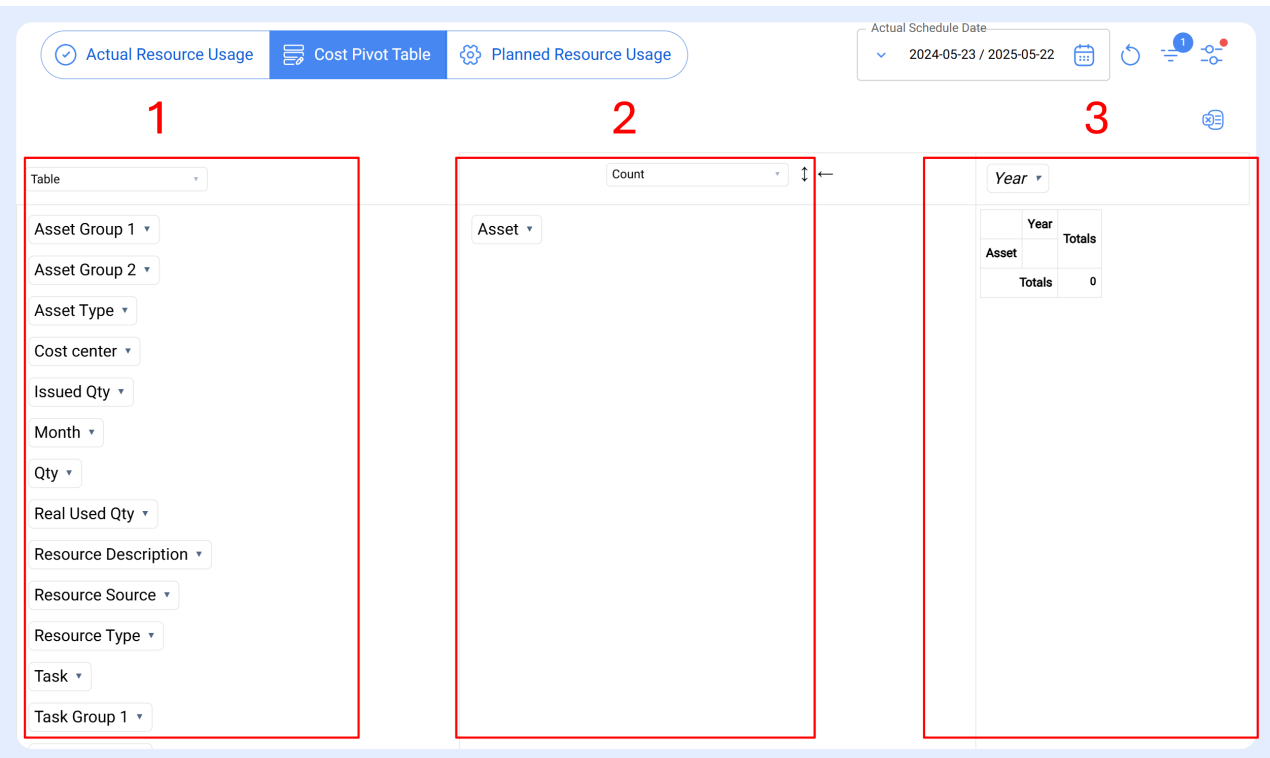 Actual Resource Usage
Cost Pivot Table
Planned Resource Usage
Actual Schedule Date
2024-05-23 / 2025-05-22
1
1
2
3
Table
Count
↕ ←
Year
Asset Group 1
Asset Group 2
Asset Type
Cost center
Issued Qty
Month
Qty
Real Used Qty
Resource Description
Resource Source
Resource Type
Task
Task Group 1
Asset
Year
Totals
Asset
Totals 0